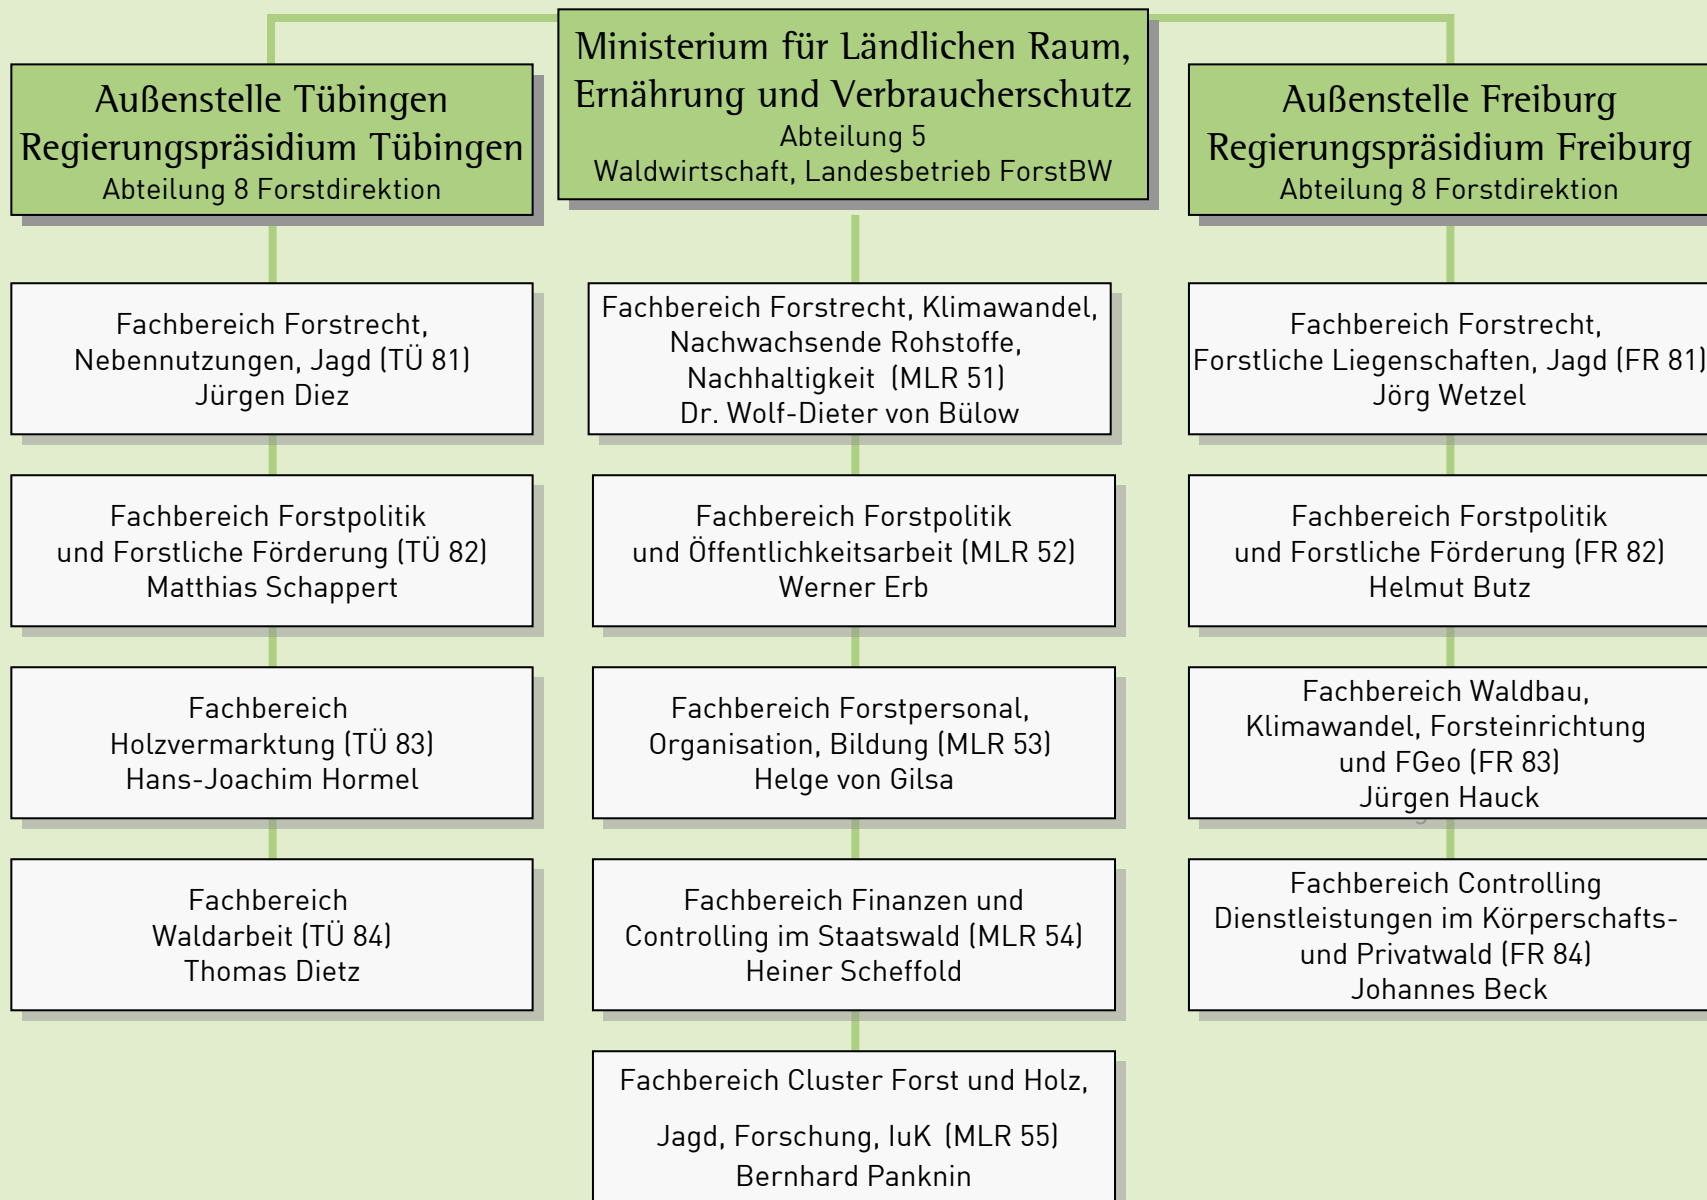 Ministerium für Ländlichen Raum,
Ernährung und Verbraucherschutz
Abteilung 5
Waldwirtschaft, Landesbetrieb ForstBW
Außenstelle Tübingen
Regierungspräsidium Tübingen
Abteilung 8 Forstdirektion
Fachbereich Forstrecht,
Nebennutzungen, Jagd (TÜ 81)
Jürgen Diez
Fachbereich Forstpolitik
und Forstliche Förderung (TÜ 82)
Matthias Schappert
Fachbereich
Holzvermarktung (TÜ 83)
Hans-Joachim Hormel
Fachbereich
Waldarbeit (TÜ 84)
Thomas Dietz
Fachbereich Forstrecht, Klimawandel,
Nachwachsende Rohstoffe,
Nachhaltigkeit (MLR 51)
Dr. Wolf-Dieter von Bülow
Fachbereich Forstpolitik
und Öffentlichkeitsarbeit (MLR 52)
Werner Erb
Fachbereich Forstpersonal,
Organisation, Bildung (MLR 53)
Helge von Gilsa
Fachbereich Finanzen und
Controlling im Staatswald (MLR 54)
Heiner Scheffold
Fachbereich Cluster Forst und Holz,
Jagd, Forschung, IuK (MLR 55)
Bernhard Panknin
Außenstelle Freiburg
Regierungspräsidium Freiburg
Abteilung 8 Forstdirektion
Fachbereich Forstrecht,
Forstliche Liegenschaften, Jagd (FR 81)
Jörg Wetzel
Fachbereich Forstpolitik
und Forstliche Förderung (FR 82)
Helmut Butz
Fachbereich Waldbau,
Klimawandel, Forsteinrichtung
und FGeo (FR 83)
Jürgen Hauck
Fachbereich Controlling
Dienstleistungen im Körperschafts-
und Privatwald (FR 84)
Johannes Beck